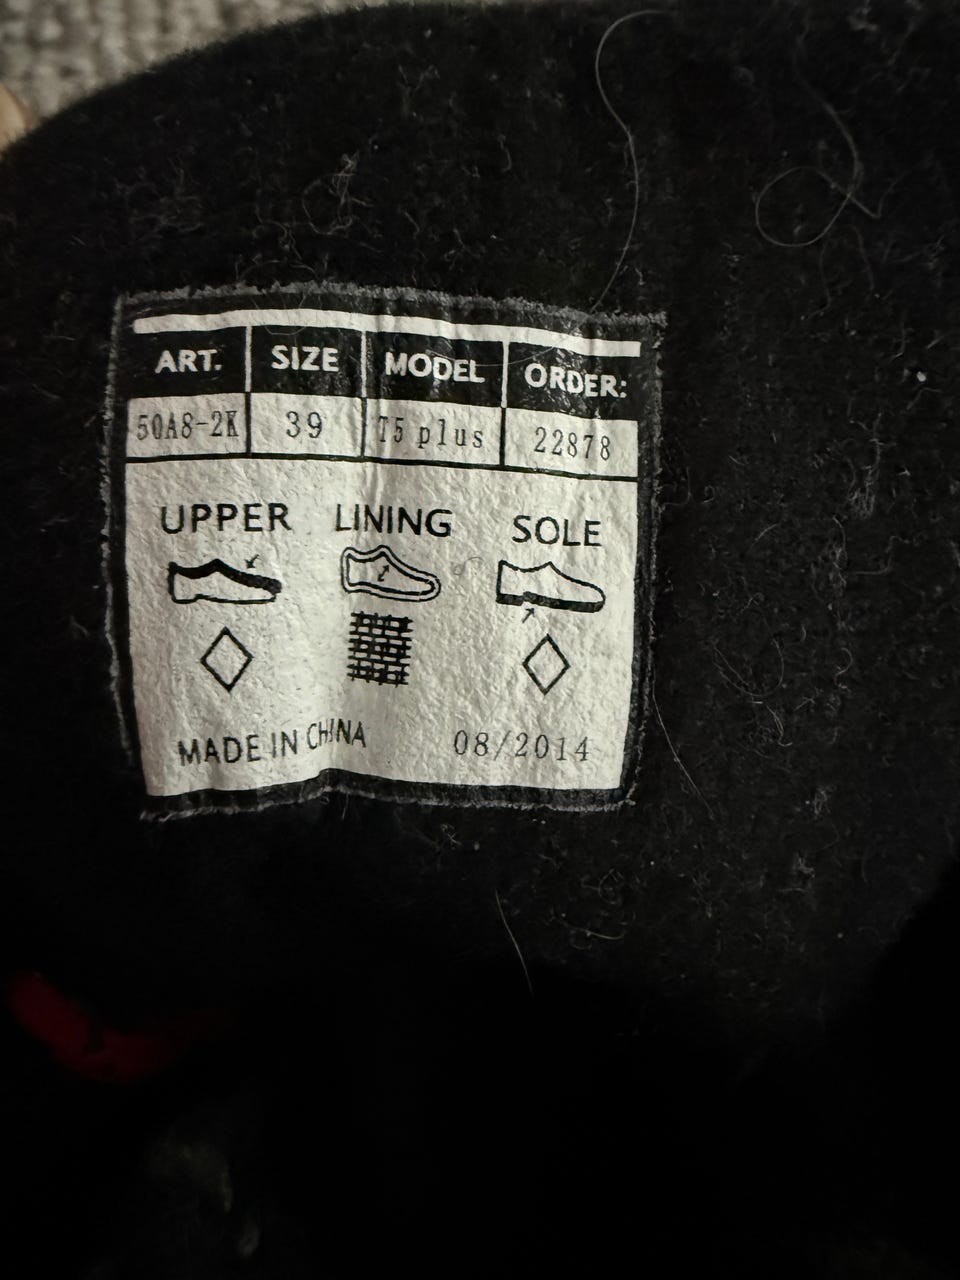 ART. SIZE MODEL ORDER:
50A8-2K 39 T5 plus 22878
UPPER LINING SOLE
MADE IN CHINA 08/2014